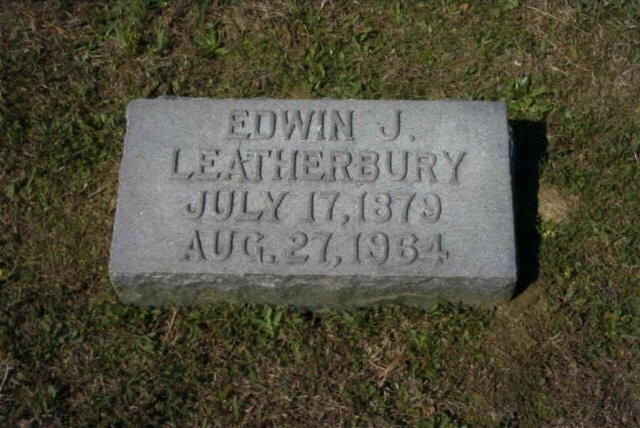 EDWIN J.
LEATHERBURY
JULY 17, 1879
AUG. 27, 1964